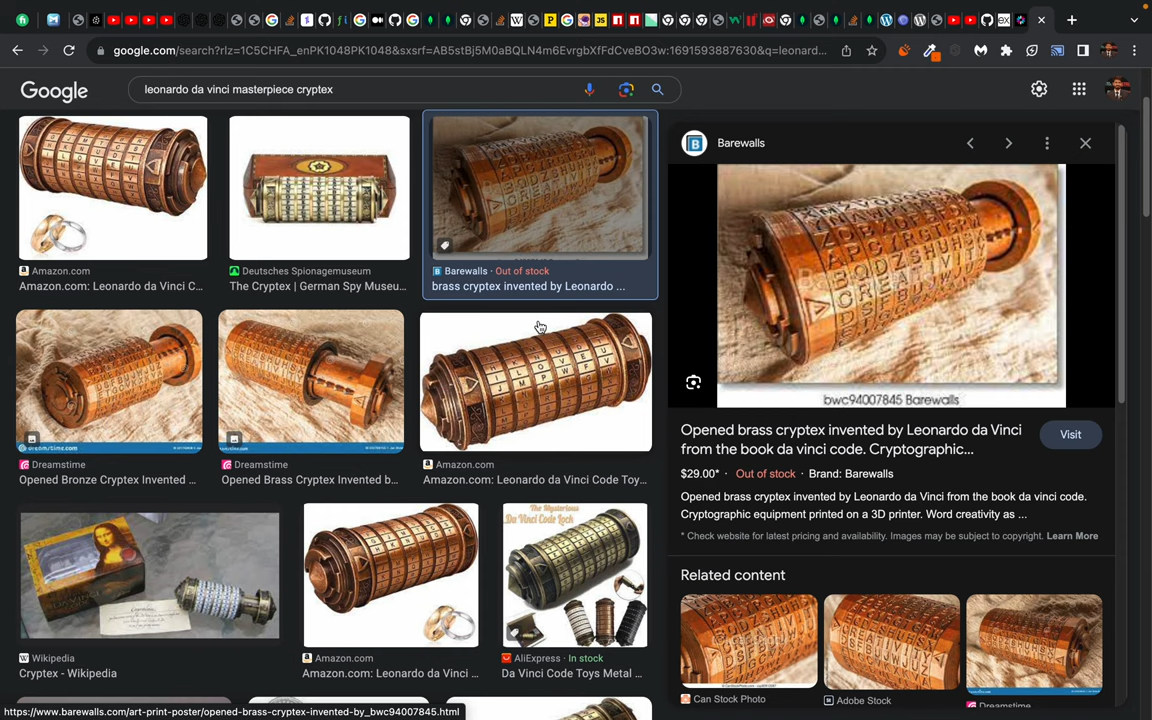 google.com/search?rlz=1C5CHFA_enPK1048PK1048&sxsrf=AB5stBj5M0aBQLN4m6EvrgbXfFdCveBO3w:1691593887630&q=leonard...
Google
leonardo da vinci masterpiece cryptex
Amazon.com
Amazon.com: Leonardo da Vinci C...
Deutsches Spionagemuseum
The Cryptex | German Spy Museu...
Barewalls · Out of stock
brass cryptex invented by Leonardo ...
Dreamstime
Opened Bronze Cryptex Invented ...
Dreamstime
Opened Brass Cryptex Invented b...
Amazon.com
Amazon.com: Leonardo da Vinci Code Toy...
Wikipedia
Cryptex - Wikipedia
Amazon.com
Amazon.com: Leonardo da Vinci ...
The Mysterious
Da Vinci Code Lock
AliExpress · In stock
Da Vinci Code Toys Metal ...
Barewalls
bwc94007845 Barewalls
Opened brass cryptex invented by Leonardo da Vinci
from the book da vinci code. Cryptographic...
Visit
$29.00* · Out of stock · Brand: Barewalls
Opened brass cryptex invented by Leonardo da Vinci from the book da vinci code.
Cryptographic equipment printed on a 3D printer. Word creativity as ...
* Check website for latest pricing and availability. Images may be subject to copyright. Learn More
Related content
Can Stock Photo
Adobe Stock
Dreamstime
https://www.barewalls.com/art-print-poster/opened-brass-cryptex-invented-by_bwc94007845.html